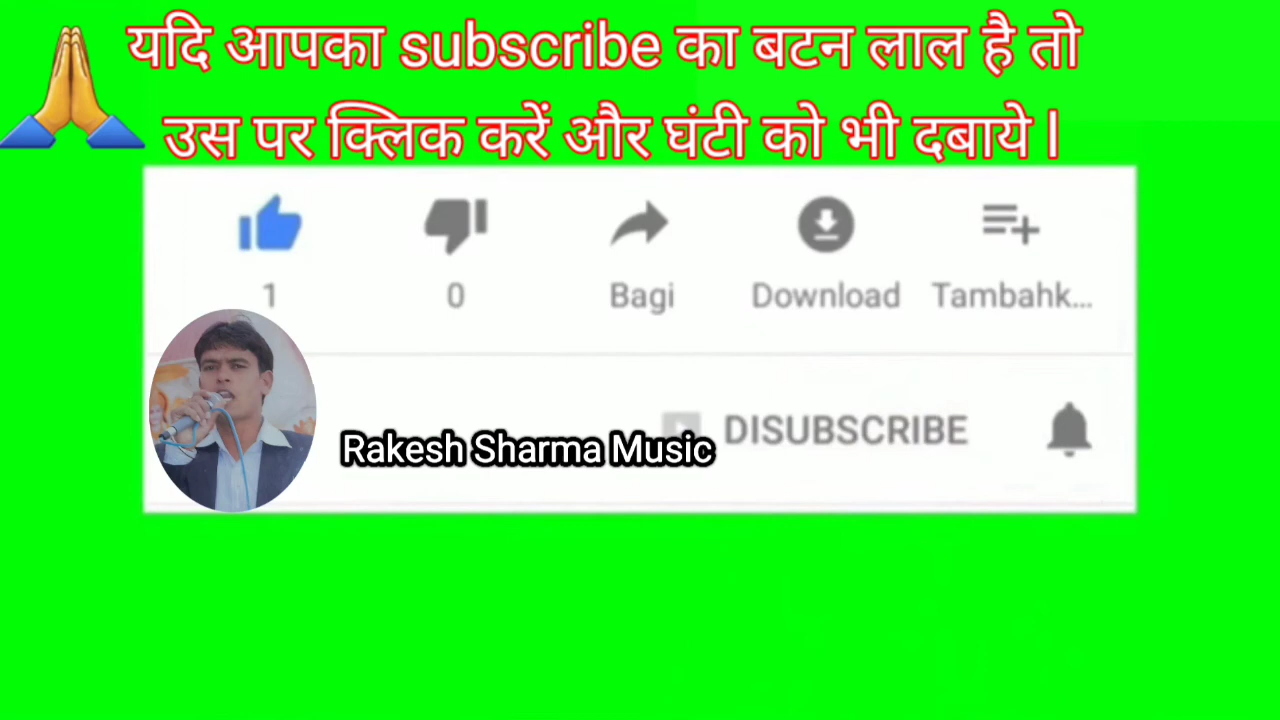 यदि आपका subscribe का बटन लाल है तो
उस पर क्लिक करें और घंटी को भी दबाये l
1 0 Bagi Download Tambahk...
DISUBSCRIBE
Rakesh Sharma Music